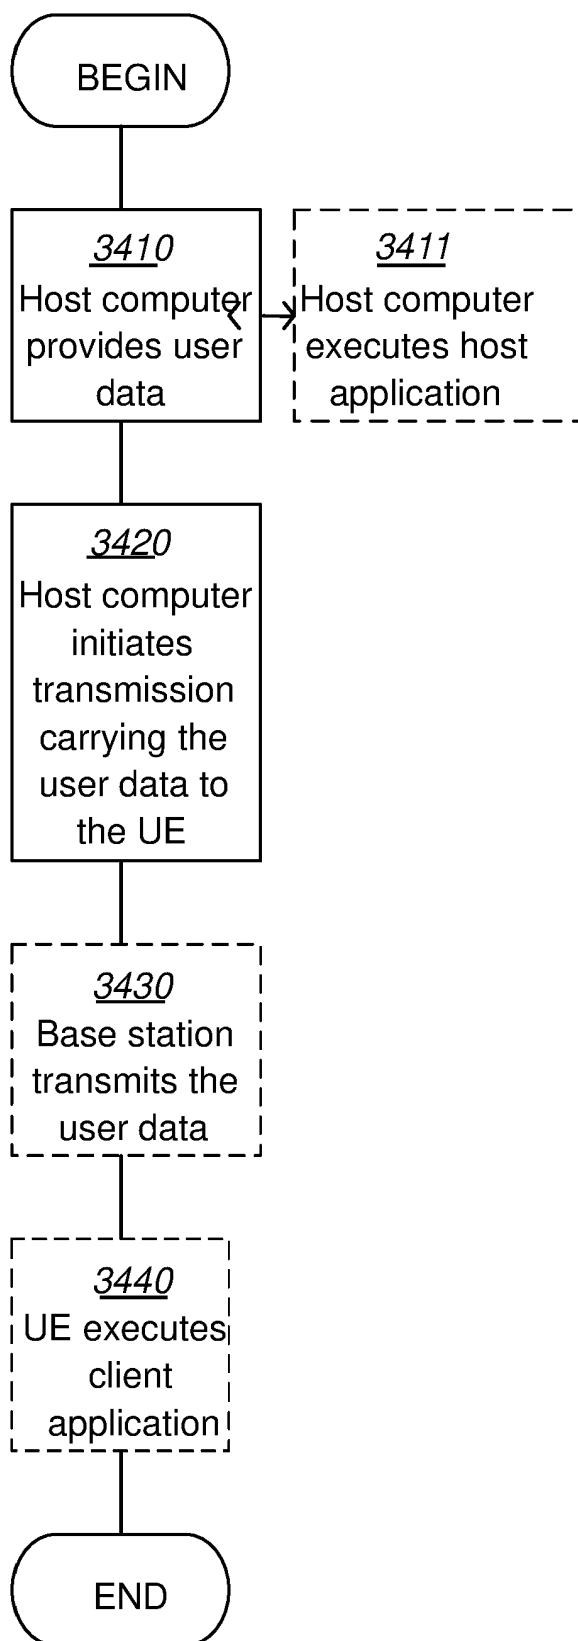 BEGIN
3410
Host computer
provides user
data
3411
Host computer
executes host
application
3420
Host computer
initiates
transmission
carrying the
user data to
the UE
3430
Base station
transmits the
user data
3440
UE executes
client
application
END